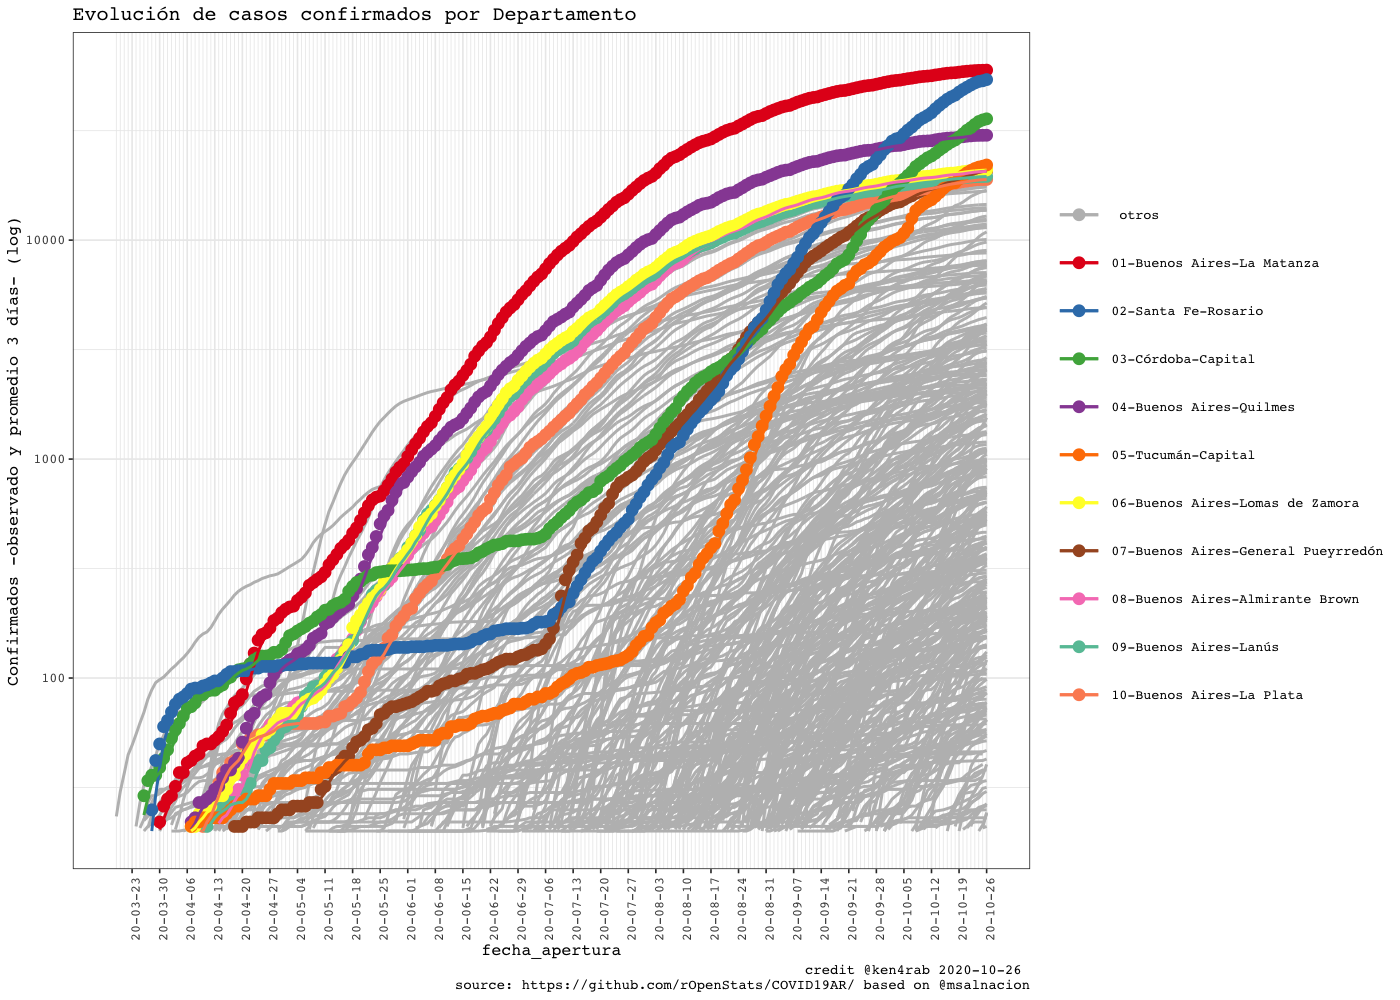 Evolución de casos confirmados por Departamento
Confirmados -observado y promedio 3 días- (log)
10000
1000
100
20-03-23
20-03-30
20-04-06
20-04-13
20-04-20
20-04-27
20-05-04
20-05-11
20-05-18
20-05-25
20-06-01
20-06-08
20-06-15
20-06-22
20-06-29
20-07-06
20-07-13
20-07-20
20-07-27
20-08-03
20-08-10
20-08-17
20-08-24
20-08-31
20-09-07
20-09-14
20-09-21
20-09-28
20-10-05
20-10-12
20-10-19
20-10-26
fecha_apertura
otros
01-Buenos Aires-La Matanza
02-Santa Fe-Rosario
03-Córdoba-Capital
04-Buenos Aires-Quilmes
05-Tucumán-Capital
06-Buenos Aires-Lomas de Zamora
07-Buenos Aires-General Pueyrredón
08-Buenos Aires-Almirante Brown
09-Buenos Aires-Lanús
10-Buenos Aires-La Plata
credit @ken4rab 2020-10-26
source: https://github.com/rOpenStats/COVID19AR/ based on @msalnacion